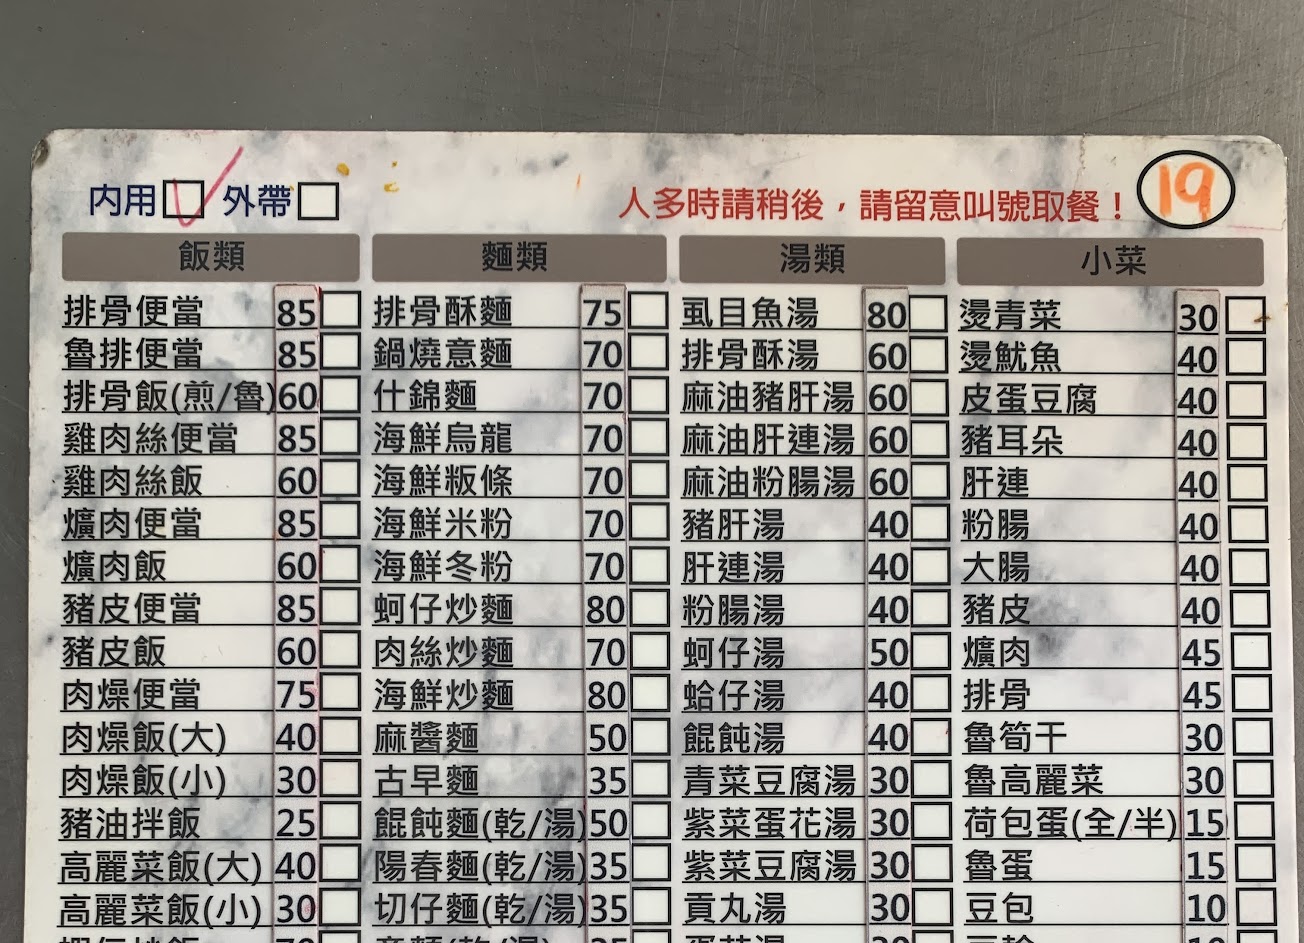 內用 外帶 人多時請稍後，請留意叫號取餐！ 19
飯類
排骨便當 85
魯排便當 85
排骨飯(煎/魯) 60
雞肉絲便當 85
雞肉絲飯 60
爌肉便當 85
爌肉飯 60
豬皮便當 85
豬皮飯 60
肉燥便當 75
肉燥飯(大) 40
肉燥飯(小) 30
豬油拌飯 25
高麗菜飯(大) 40
高麗菜飯(小) 30
麵類
排骨酥麵 75
鍋燒意麵 70
什錦麵 70
海鮮烏龍 70
海鮮粄條 70
海鮮米粉 70
海鮮冬粉 70
蚵仔炒麵 80
肉絲炒麵 70
海鮮炒麵 80
麻醬麵 50
古早麵 35
餛飩麵(乾/湯) 50
陽春麵(乾/湯) 35
切仔麵(乾/湯) 35
湯類
虱目魚湯 80
排骨酥湯 60
麻油豬肝湯 60
麻油肝連湯 60
麻油粉腸湯 60
豬肝湯 40
肝連湯 40
粉腸湯 40
蚵仔湯 50
蛤仔湯 40
餛飩湯 40
青菜豆腐湯 30
紫菜蛋花湯 30
紫菜豆腐湯 30
貢丸湯 30
小菜
燙青菜 30
燙魷魚 40
皮蛋豆腐 40
豬耳朵 40
肝連 40
粉腸 40
大腸 40
豬皮 40
爌肉 45
排骨 45
魯筍干 30
魯高麗菜 30
荷包蛋(全/半) 15
魯蛋 15
豆包 10